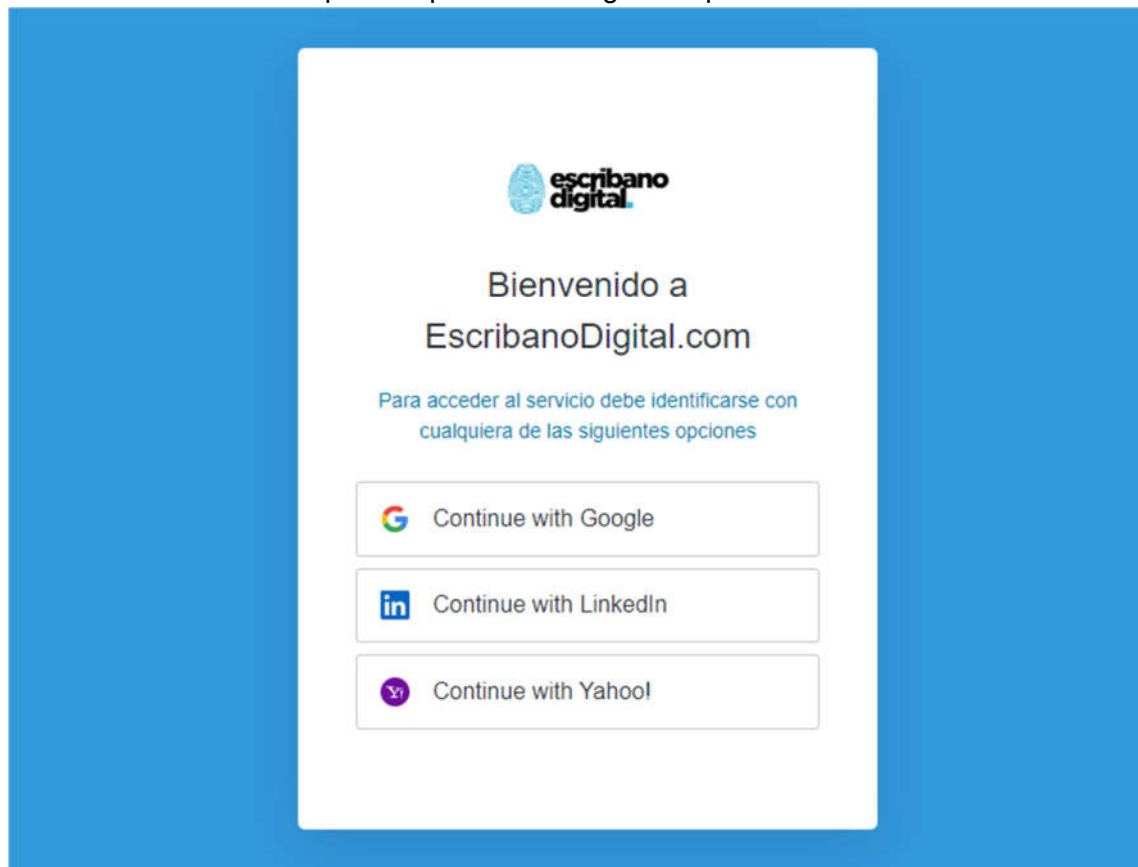 escribano
digital.
Bienvenido a
EscribanoDigital.com
Para acceder al servicio debe identificarse con
cualquiera de las siguientes opciones
Continue with Google
in Continue with LinkedIn
Y! Continue with Yahoo!